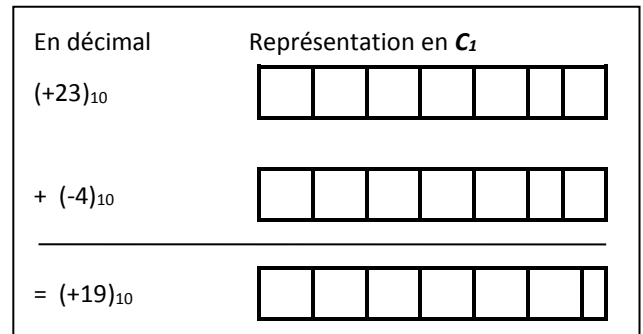 En décimal Représentation en C₁
(+23)₁₀
+ (-4)₁₀
= (+19)₁₀